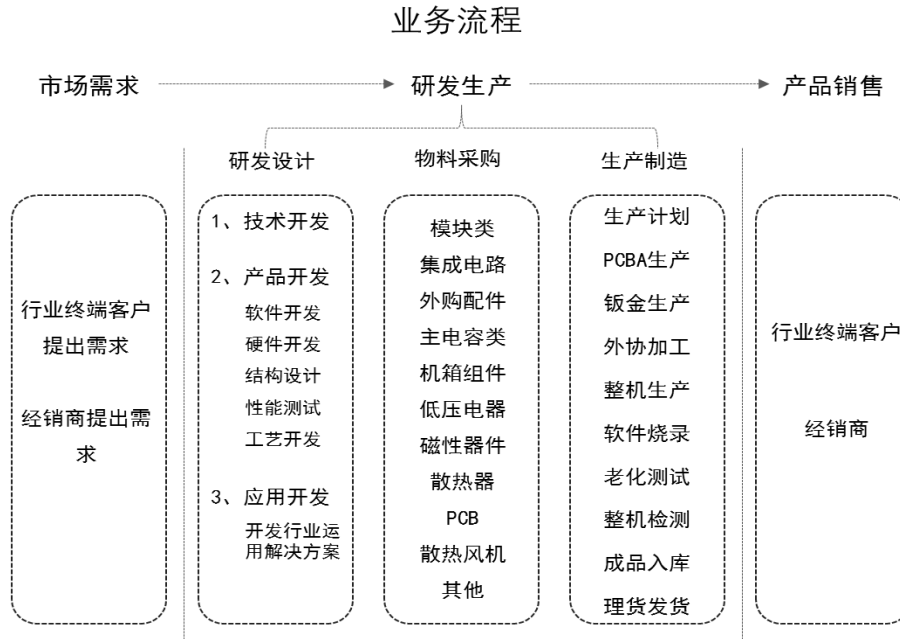 业务流程
市场需求
研发生产
产品销售
研发设计
物料采购
生产制造
行业终端客户
提出需求
经销商提出需
求
1、技术开发
2、产品开发
软件开发
硬件开发
结构设计
性能测试
工艺开发
3、应用开发
开发行业运
用解决方案
模块类
集成电路
外购配件
主电容类
机箱组件
低压电器
磁性器件
散热器
PCB
散热风机
其他
生产计划
PCBA生产
钣金生产
外协加工
整机生产
软件烧录
老化测试
整机检测
成品入库
理货发货
行业终端客户
经销商